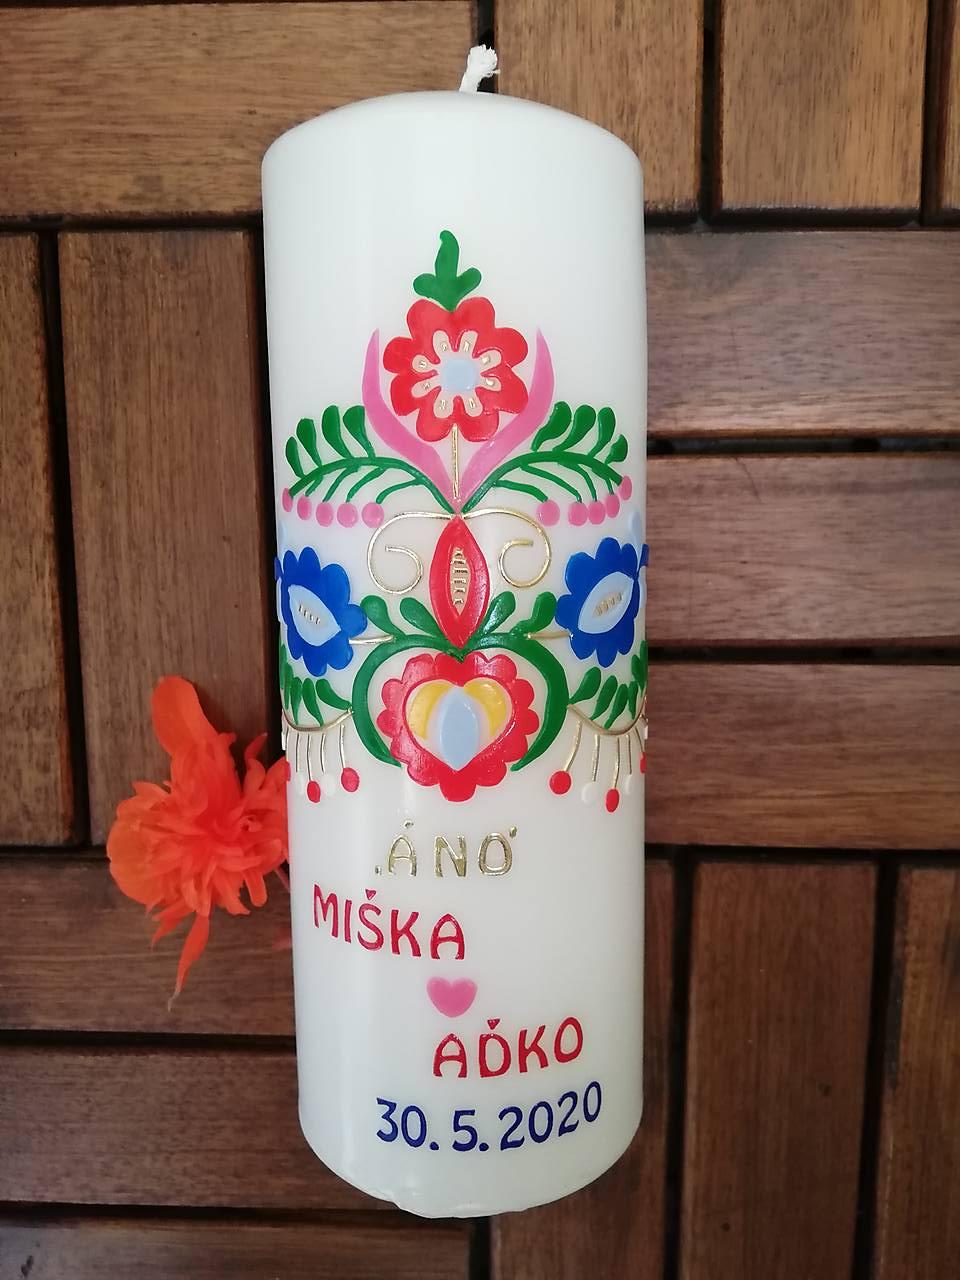 „ÁNO“
MIŠKA
AĎKO
30.5.2020